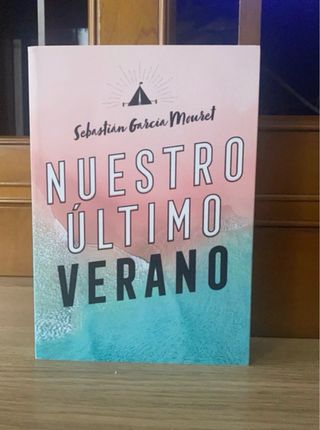 Sebastián García Mouret
NUESTRO
ÚLTIMO
VERANO